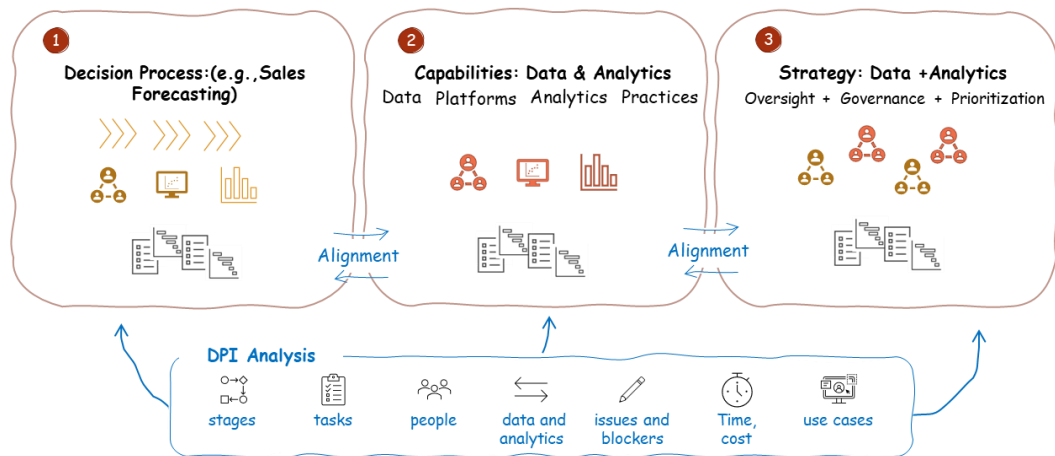 1
Decision Process:(e.g.,Sales
Forecasting)
2
Capabilities: Data & Analytics
Data Platforms Analytics Practices
3
Strategy: Data +Analytics
Oversight + Governance + Prioritization
Alignment
Alignment
DPI Analysis
stages
tasks
people
data and
analytics
issues and
blockers
Time,
cost
use cases